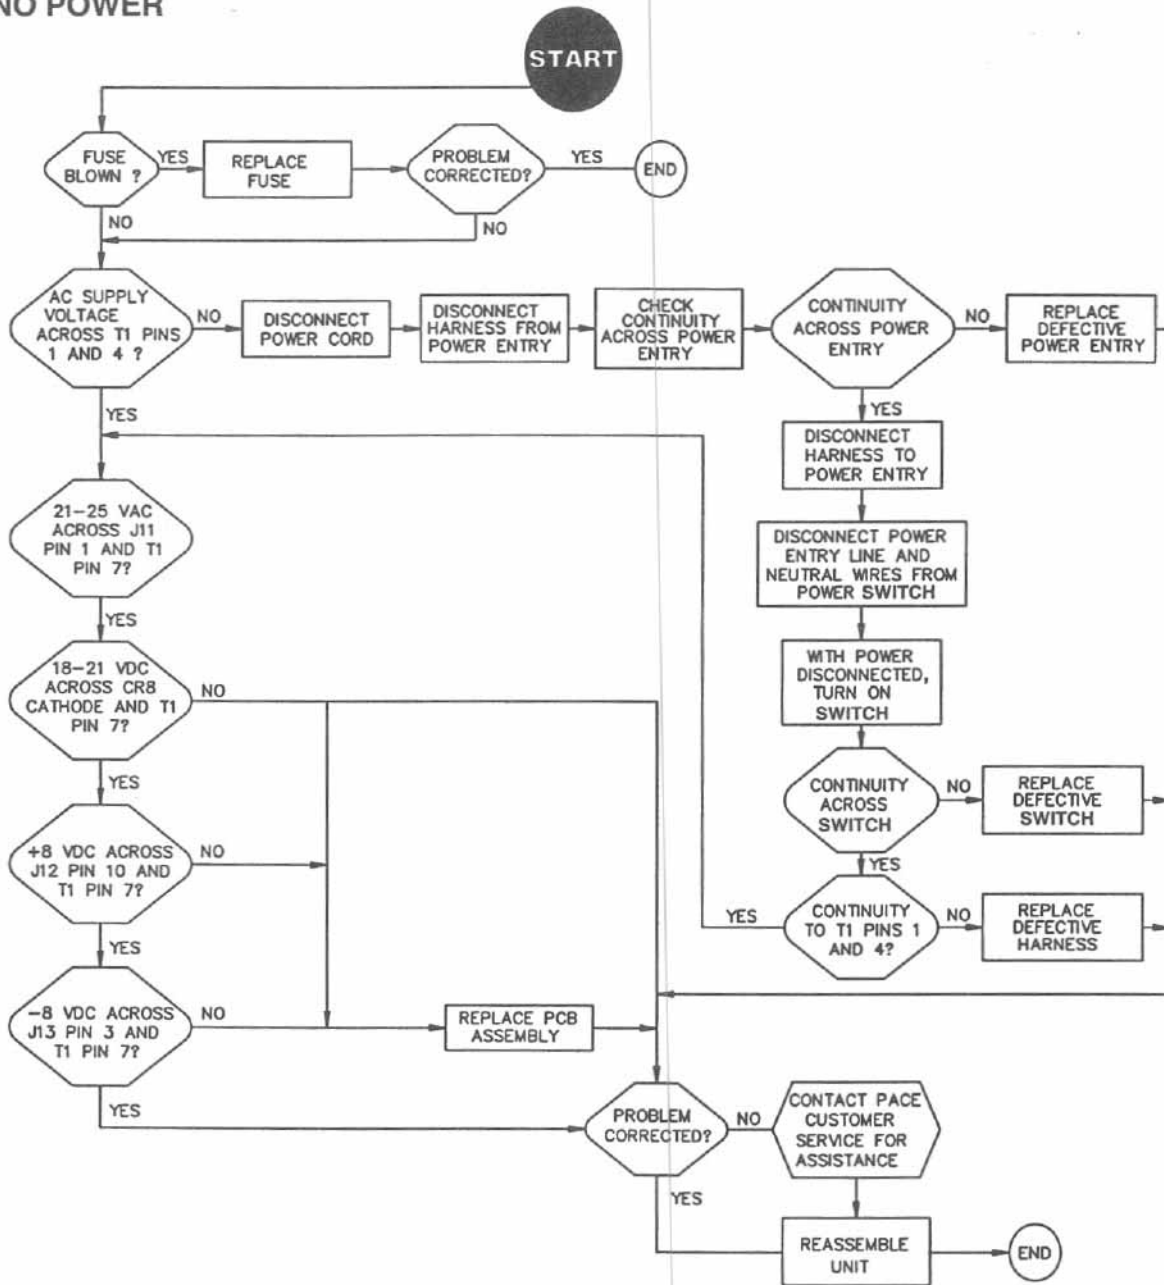 NO POWER
START
FUSE
BLOWN ?
YES
REPLACE
FUSE
PROBLEM
CORRECTED?
YES
END
NO
NO
AC SUPPLY
VOLTAGE
ACROSS T1 PINS
1 AND 4 ?
NO
DISCONNECT
POWER CORD
DISCONNECT
HARNESS FROM
POWER ENTRY
CHECK
CONTINUITY
ACROSS POWER
ENTRY
CONTINUITY
ACROSS POWER
ENTRY
NO
REPLACE
DEFECTIVE
POWER ENTRY
YES
YES
DISCONNECT
HARNESS TO
POWER ENTRY
21-25 VAC
ACROSS J11
PIN 1 AND T1
PIN 7?
DISCONNECT POWER
ENTRY LINE AND
NEUTRAL WIRES FROM
POWER SWITCH
YES
18-21 VDC
ACROSS CR8
CATHODE AND T1
PIN 7?
NO
WITH POWER
DISCONNECTED,
TURN ON
SWITCH
YES
CONTINUITY
ACROSS
SWITCH
NO
REPLACE
DEFECTIVE
SWITCH
+8 VDC ACROSS
J12 PIN 10 AND
T1 PIN 7?
NO
YES
YES
CONTINUITY
TO T1 PINS 1
AND 4?
YES
NO
REPLACE
DEFECTIVE
HARNESS
-8 VDC ACROSS
J13 PIN 3 AND
T1 PIN 7?
NO
REPLACE PCB
ASSEMBLY
YES
PROBLEM
CORRECTED?
NO
CONTACT PACE
CUSTOMER
SERVICE FOR
ASSISTANCE
YES
REASSEMBLE
UNIT
END